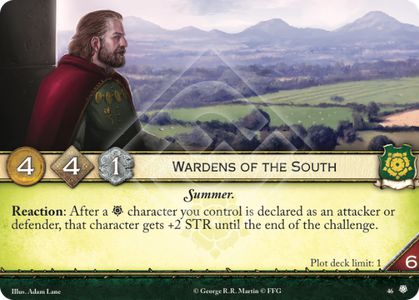 4 4 1 WARDENS OF THE SOUTH
Summer.
Reaction: After a character you control is declared as an attacker or
defender, that character gets +2 STR until the end of the challenge.
Plot deck limit: 1
6
Illus. Adam Lane © George R.R. Martin © FFG 46